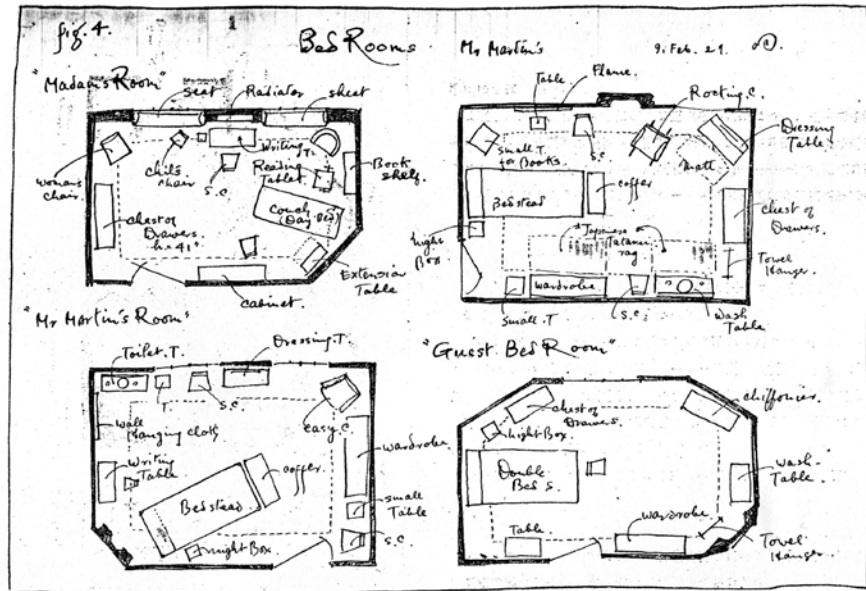 fig. 4.
Bed Rooms
Mr Martin's
9. Feb. 29.
"Madam's Room"
seat
Radiator
sheet
Woman's
chair.
chil's
chair
S.C
Writing
T.
Reading
Table
Book
shelf.
Couch
(Day-Bed)
Chest of
Drawers
h=41"
cabinet.
Extension
Table
Table
Flame
Rocking.C.
small T
for Books.
S.C
matt
Dressing
Table.
Bedstead
coffer
chest of
Drawers.
night
Box
Japanese
Tatami
rag
Towel
Hanger.
small.T
wardrobe
S.C.
wash
Table
"Mr Martin's Room"
Toilet.T.
Dressing.T.
T.
S.C.
easy.C
wall
hanging cloth
Writing
Table
Bedstead
coffer
wardrobe
small
Table
S.C.
night Box
"Guest Bed Room"
chest of
Drawers.
chiffonier.
night Box.
Double
Bed S.
wash-
Table.
Table.
wardrobe
Towel
Hanger.